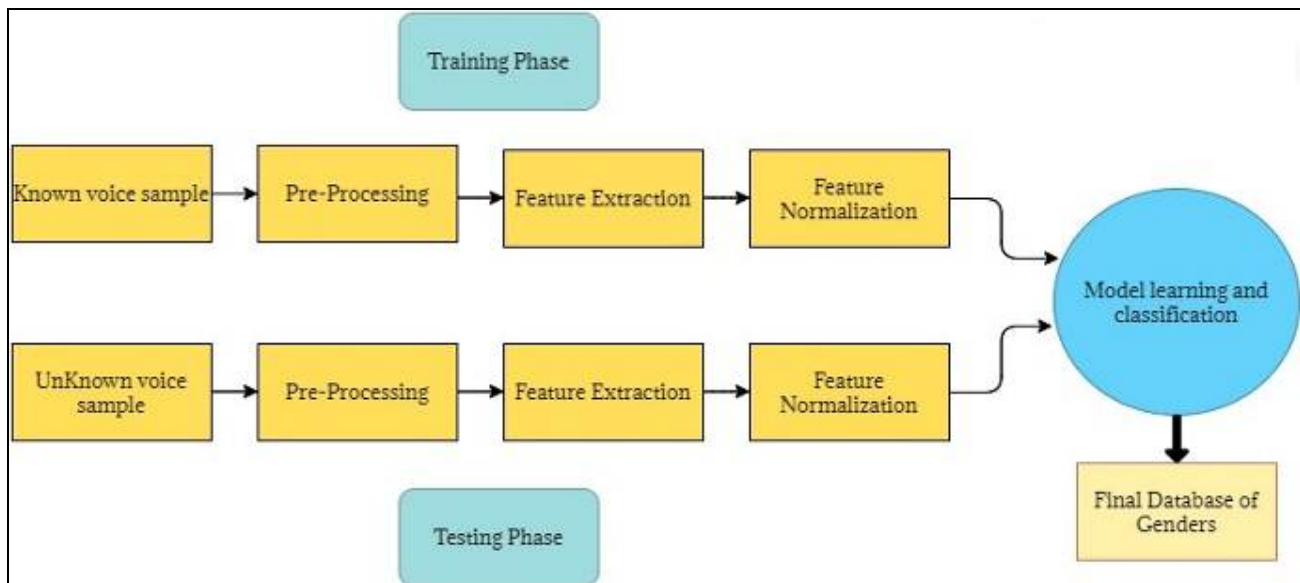 Training Phase
Known voice sample
Pre-Processing
Feature Extraction
Feature
Normalization
Model learning and
classification
UnKnown voice
sample
Pre-Processing
Feature Extraction
Feature
Normalization
Testing Phase
Final Database of
Genders